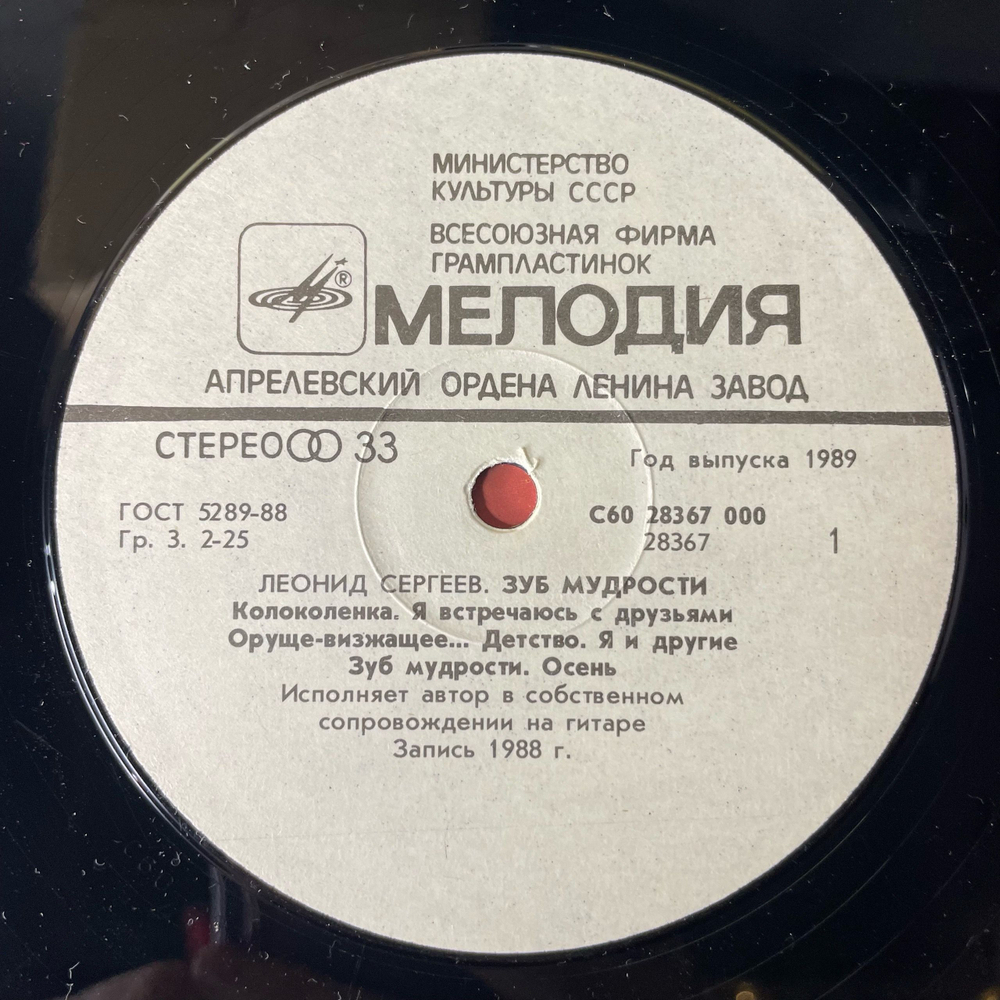 МИНИСТЕРСТВО
КУЛЬТУРЫ СССР
ВСЕСОЮЗНАЯ ФИРМА
ГРАМПЛАСТИНОК
®
МЕЛОДИЯ
АПРЕЛЕВСКИЙ ОРДЕНА ЛЕНИНА ЗАВОД
СТЕРЕО 33
Год выпуска 1989
ГОСТ 5289-88
Гр. 3. 2-25
С60 28367 000
28367
1
ЛЕОНИД СЕРГЕЕВ. ЗУБ МУДРОСТИ
Колоколенка. Я встречаюсь с друзьями
Оруще-визжащее... Детство. Я и другие
Зуб мудрости. Осень
Исполняет автор в собственном
сопровождении на гитаре
Запись 1988 г.